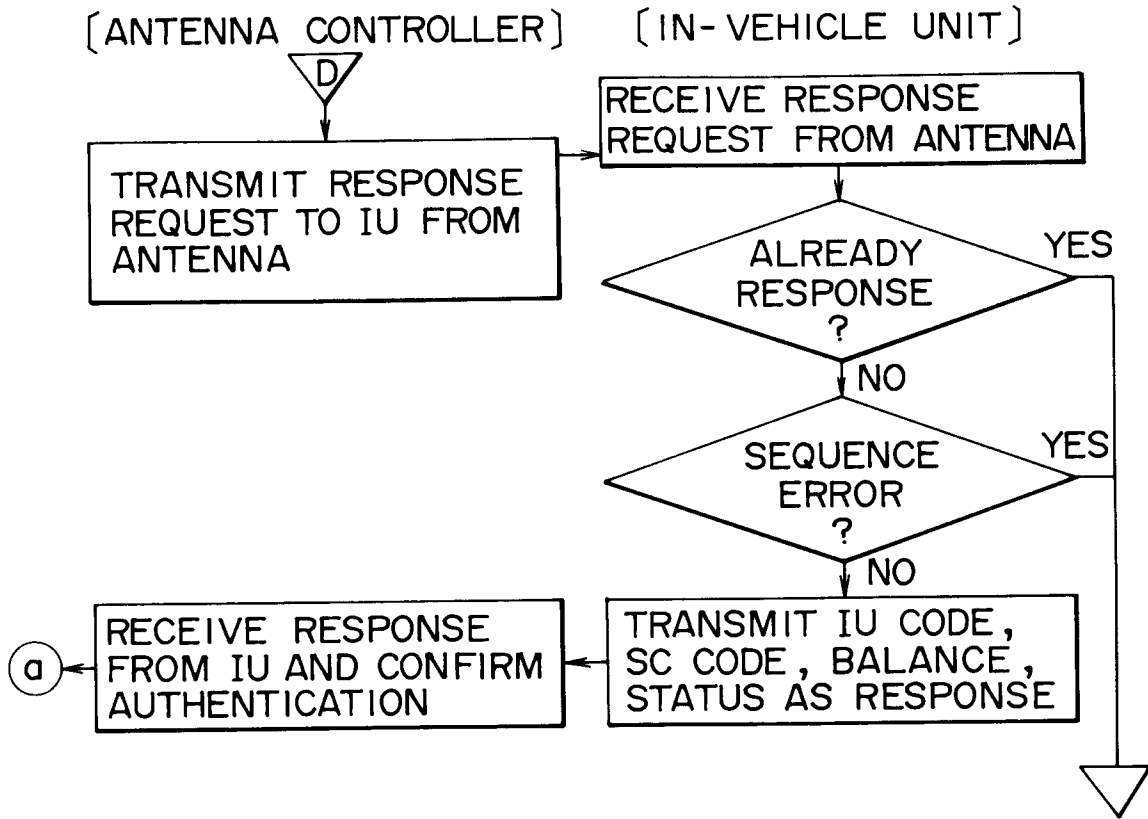 [ANTENNA CONTROLLER]
[IN-VEHICLE UNIT]
D
RECEIVE RESPONSE
REQUEST FROM ANTENNA
TRANSMIT RESPONSE
REQUEST TO IU FROM
ANTENNA
ALREADY
RESPONSE
?
YES
NO
SEQUENCE
ERROR
?
YES
NO
TRANSMIT IU CODE,
SC CODE, BALANCE,
STATUS AS RESPONSE
RECEIVE RESPONSE
FROM IU AND CONFIRM
AUTHENTICATION
a